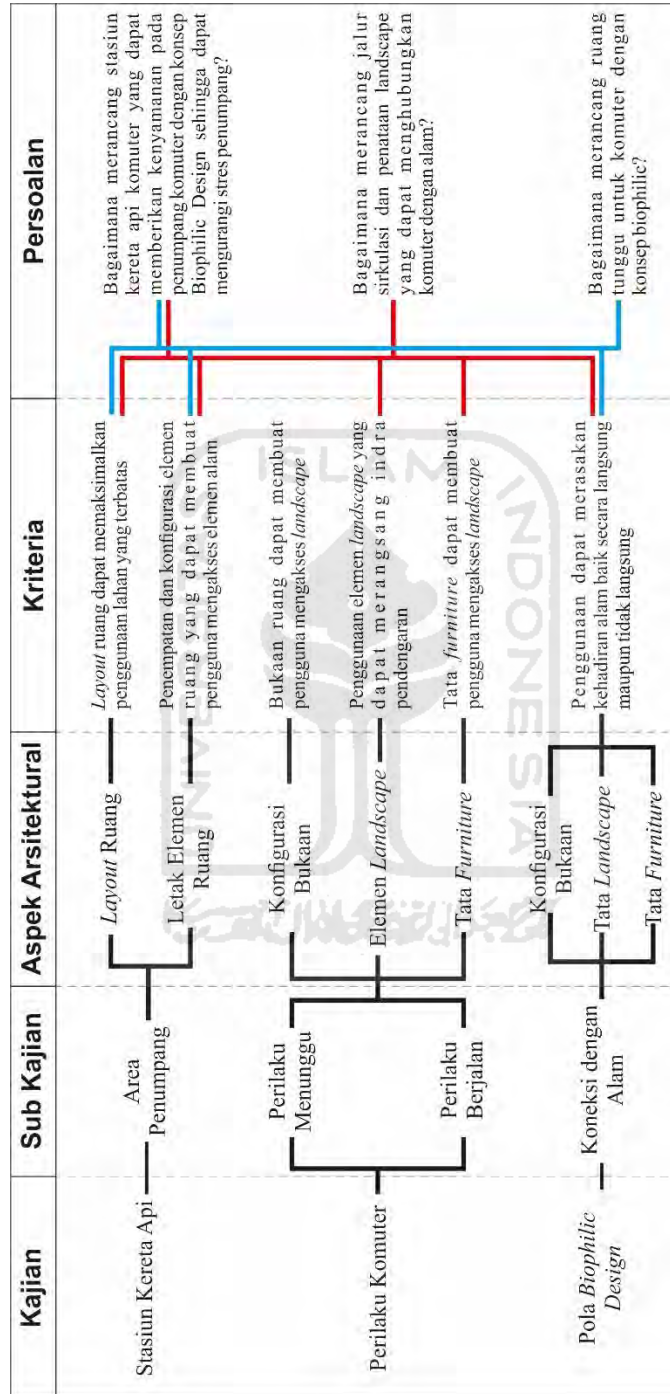 Kajian
Sub Kajian
Aspek Arsitektural
Kriteria
Persoalan
Stasiun Kereta Api
Area
Penumpang
Layout Ruang
Letak Elemen
Ruang
Layout ruang dapat memaksimalkan
penggunaan lahan yang terbatas
Penempatan dan konfigurasi elemen
ruang yang dapat membuat
pengguna mengakses elemen alam
Bagaimana merancang stasiun
kereta api komuter yang dapat
memberikan kenyamanan pada
penumpang komuter dengan konsep
Biophilic Design sehingga dapat
mengurangi stres penumpang?
Perilaku Komuter
Perilaku
Menunggu
Perilaku
Berjalan
Konfigurasi
Bukaan
Elemen Landscape
Tata Furniture
Bukaan ruang dapat membuat
pengguna mengakses landscape
Penggunaan elemen landscape yang
dapat merangsang indra
pendengaran
Tata furniture dapat membuat
pengguna mengakses landscape
Bagaimana merancang jalur
sirkulasi dan penataan landscape
yang dapat menghubungkan
komuter dengan alam?
Pola Biophilic
Design
Koneksi dengan
Alam
Konfigurasi
Bukaan
Tata Landscape
Tata Furniture
Penggunaan dapat merasakan
kehadiran alam baik secara langsung
maupun tidak langsung
Bagaimana merancang ruang
tunggu untuk komuter dengan
konsep biophilic?
ISLAM
INDONESIA